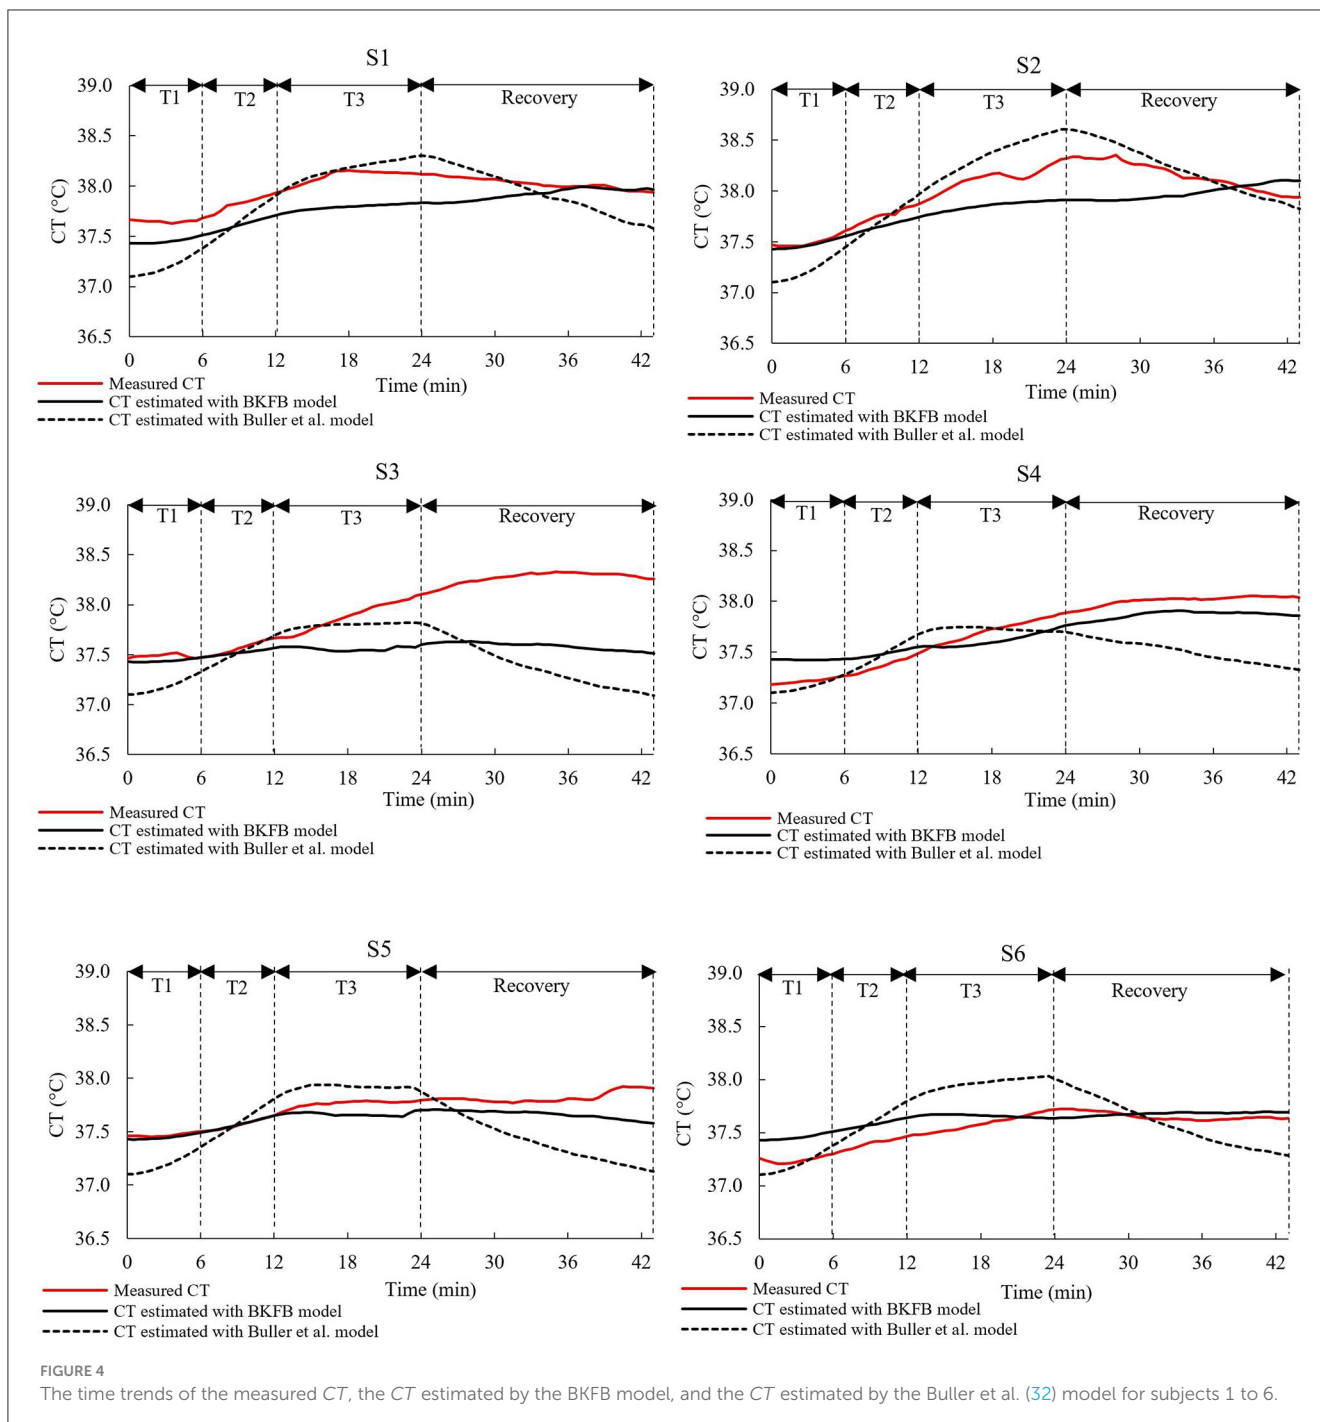 S1
39.0
38.5
38.0
37.5
37.0
36.5
CT (°C)
T1
T2
T3
Recovery
0
6
12
18
24
30
36
42
Time (min)
Measured CT
CT estimated with BKFB model
CT estimated with Buller et al. model
S2
39.0
38.5
38.0
37.5
37.0
36.5
CT (°C)
T1
T2
T3
Recovery
0
6
12
18
24
30
36
42
Time (min)
Measured CT
CT estimated with BKFB model
CT estimated with Buller et al. model
S3
39.0
38.5
38.0
37.5
37.0
36.5
CT (°C)
T1
T2
T3
Recovery
0
6
12
18
24
30
36
42
Time (min)
Measured CT
CT estimated with BKFB model
CT estimated with Buller et al. model
S4
39.0
38.5
38.0
37.5
37.0
36.5
CT (°C)
T1
T2
T3
Recovery
0
6
12
18
24
30
36
42
Time (min)
Measured CT
CT estimated with BKFB model
CT estimated with Buller et al. model
S5
39.0
38.5
38.0
37.5
37.0
36.5
CT (°C)
T1
T2
T3
Recovery
0
6
12
18
24
30
36
42
Time (min)
Measured CT
CT estimated with BKFB model
CT estimated with Buller et al. model
S6
39.0
38.5
38.0
37.5
37.0
36.5
CT (°C)
T1
T2
T3
Recovery
0
6
12
18
24
30
36
42
Time (min)
Measured CT
CT estimated with BKFB model
CT estimated with Buller et al. model
FIGURE 4
The time trends of the measured CT, the CT estimated by the BKFB model, and the CT estimated by the Buller et al. (32) model for subjects 1 to 6.